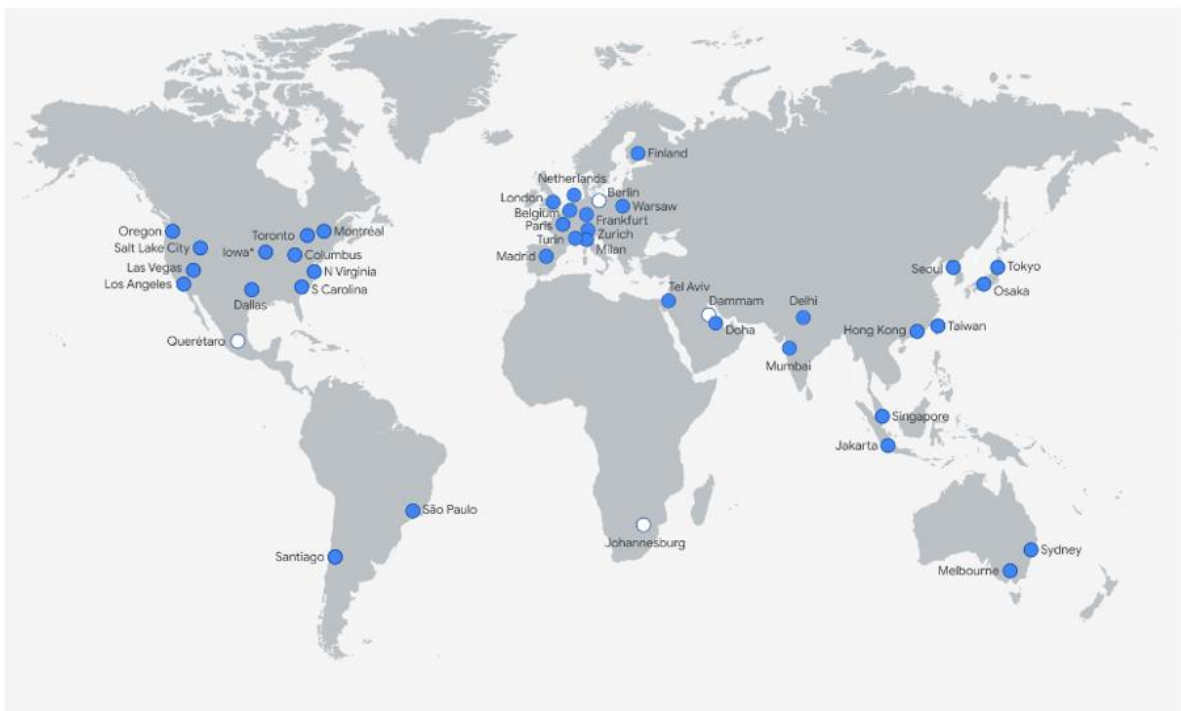 Finland
Netherlands
Berlin
London
Warsaw
Belgium
Frankfurt
Paris
Zurich
Turin
Milan
Madrid
Oregon
Toronto
Montréal
Salt Lake City
Iowa*
Columbus
Las Vegas
N Virginia
Los Angeles
S Carolina
Dallas
Querétaro
Tel Aviv
Dammam
Doha
Delhi
Mumbai
Seoul
Tokyo
Osaka
Hong Kong
Taiwan
Singapore
Jakarta
São Paulo
Santiago
Johannesburg
Sydney
Melbourne